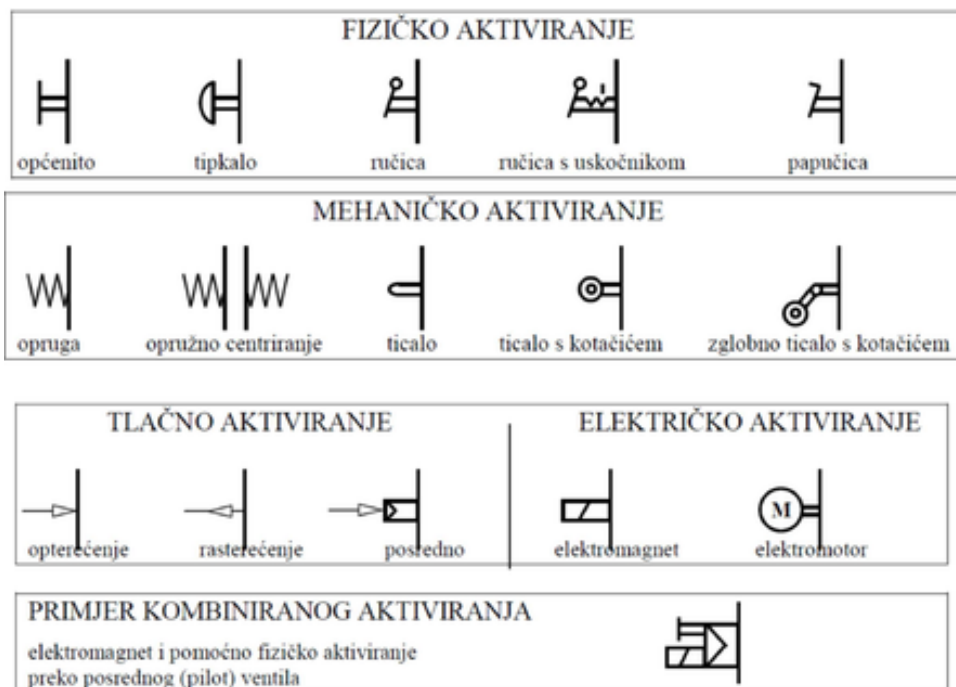 FIZIČKO AKTIVIRANJE
općenito tipkalo ručica ručica s uskočnikom papučica
MEHANIČKO AKTIVIRANJE
opruga opružno centriranje ticalo ticalo s kotačićem zglobno ticalo s kotačićem
TLAČNO AKTIVIRANJE ELEKTRIČKO AKTIVIRANJE
M
opterećenje rasterećenje posredno elektromagnet elektromotor
PRIMJER KOMBINIRANOG AKTIVIRANJA
elektromagnet i pomoćno fizičko aktiviranje
preko posrednog (pilot) ventila